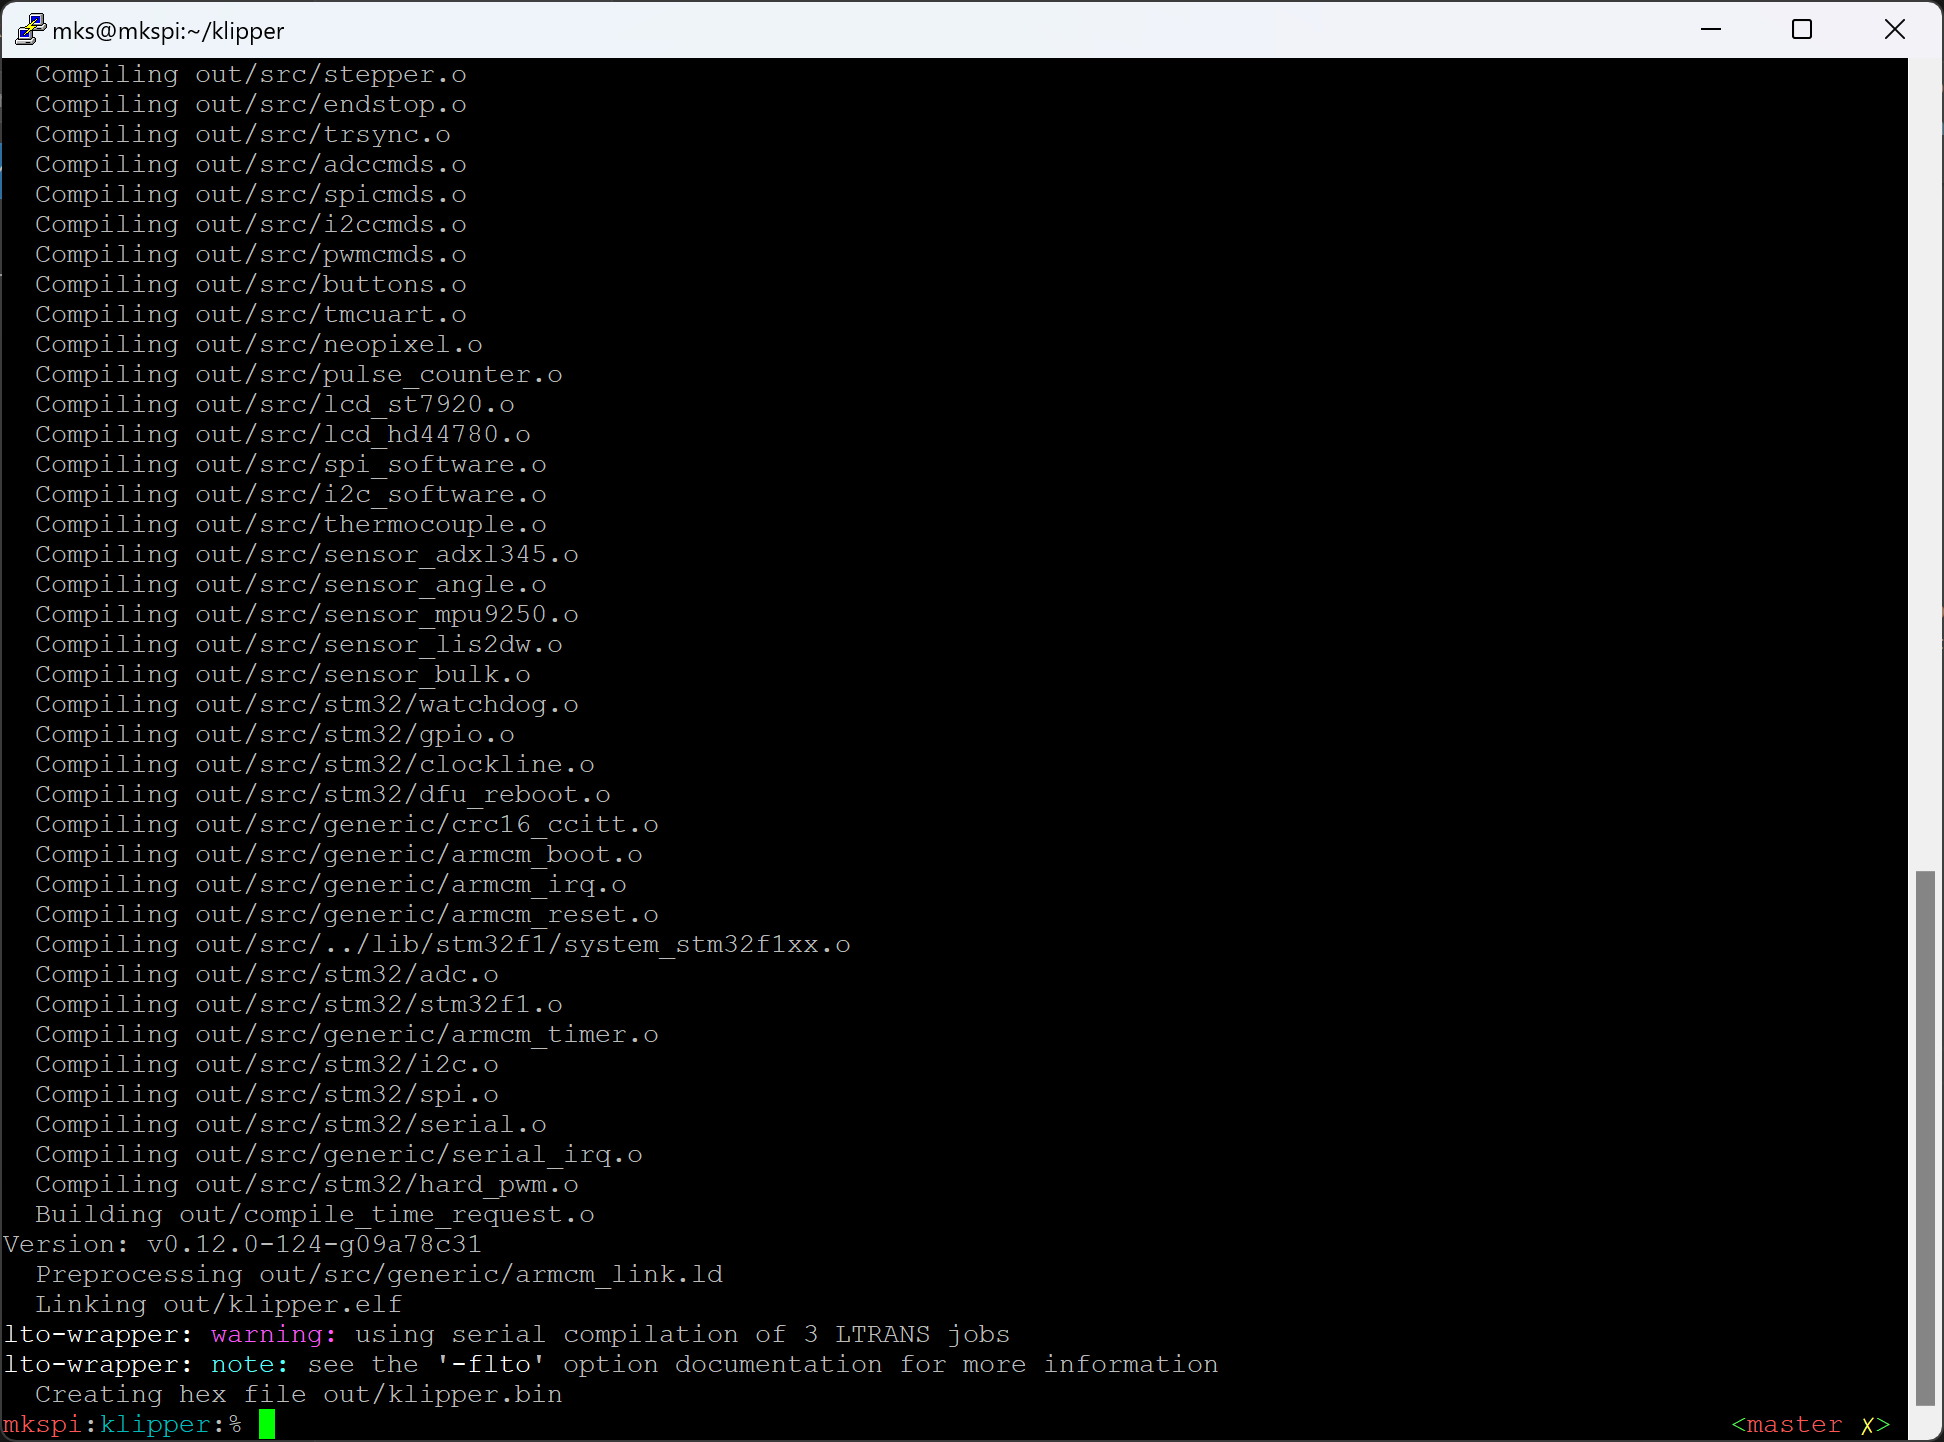 mks@mkspi:~/klipper
Compiling out/src/stepper.o
Compiling out/src/endstop.o
Compiling out/src/trsync.o
Compiling out/src/adccmds.o
Compiling out/src/spicmds.o
Compiling out/src/i2ccmds.o
Compiling out/src/pwmcmds.o
Compiling out/src/buttons.o
Compiling out/src/tmcuart.o
Compiling out/src/neopixel.o
Compiling out/src/pulse_counter.o
Compiling out/src/lcd_st7920.o
Compiling out/src/lcd_hd44780.o
Compiling out/src/spi_software.o
Compiling out/src/i2c_software.o
Compiling out/src/thermocouple.o
Compiling out/src/sensor_adxl345.o
Compiling out/src/sensor_angle.o
Compiling out/src/sensor_mpu9250.o
Compiling out/src/sensor_lis2dw.o
Compiling out/src/sensor_bulk.o
Compiling out/src/stm32/watchdog.o
Compiling out/src/stm32/gpio.o
Compiling out/src/stm32/clockline.o
Compiling out/src/stm32/dfu_reboot.o
Compiling out/src/generic/crc16_ccitt.o
Compiling out/src/generic/armcm_boot.o
Compiling out/src/generic/armcm_irq.o
Compiling out/src/generic/armcm_reset.o
Compiling out/src/../lib/stm32f1/system_stm32f1xx.o
Compiling out/src/stm32/adc.o
Compiling out/src/stm32/stm32f1.o
Compiling out/src/generic/armcm_timer.o
Compiling out/src/stm32/i2c.o
Compiling out/src/stm32/spi.o
Compiling out/src/stm32/serial.o
Compiling out/src/generic/serial_irq.o
Compiling out/src/stm32/hard_pwm.o
Building out/compile_time_request.o
Version: v0.12.0-124-g09a78c31
Preprocessing out/src/generic/armcm_link.ld
Linking out/klipper.elf
lto-wrapper: warning: using serial compilation of 3 LTRANS jobs
lto-wrapper: note: see the '-flto' option documentation for more information
Creating hex file out/klipper.bin
mkspi:klipper:% <master ✗>